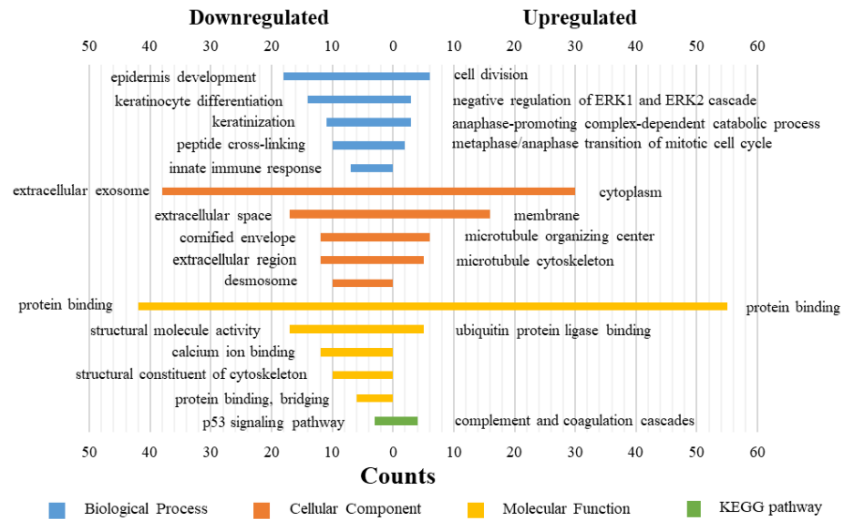 Downregulated Upregulated
50 40 30 20 10 0 10 20 30 40 50 60
epidermis development cell division
keratinocyte differentiation negative regulation of ERK1 and ERK2 cascade
keratinization anaphase-promoting complex-dependent catabolic process
peptide cross-linking metaphase/anaphase transition of mitotic cell cycle
innate immune response
extracellular exosome cytoplasm
extracellular space membrane
cornified envelope microtubule organizing center
extracellular region microtubule cytoskeleton
desmosome
protein binding protein binding
structural molecule activity ubiquitin protein ligase binding
calcium ion binding
structural constituent of cytoskeleton
protein binding, bridging
p53 signaling pathway complement and coagulation cascades
50 40 30 20 10 0 10 20 30 40 50 60
Counts
Biological Process Cellular Component Molecular Function KEGG pathway